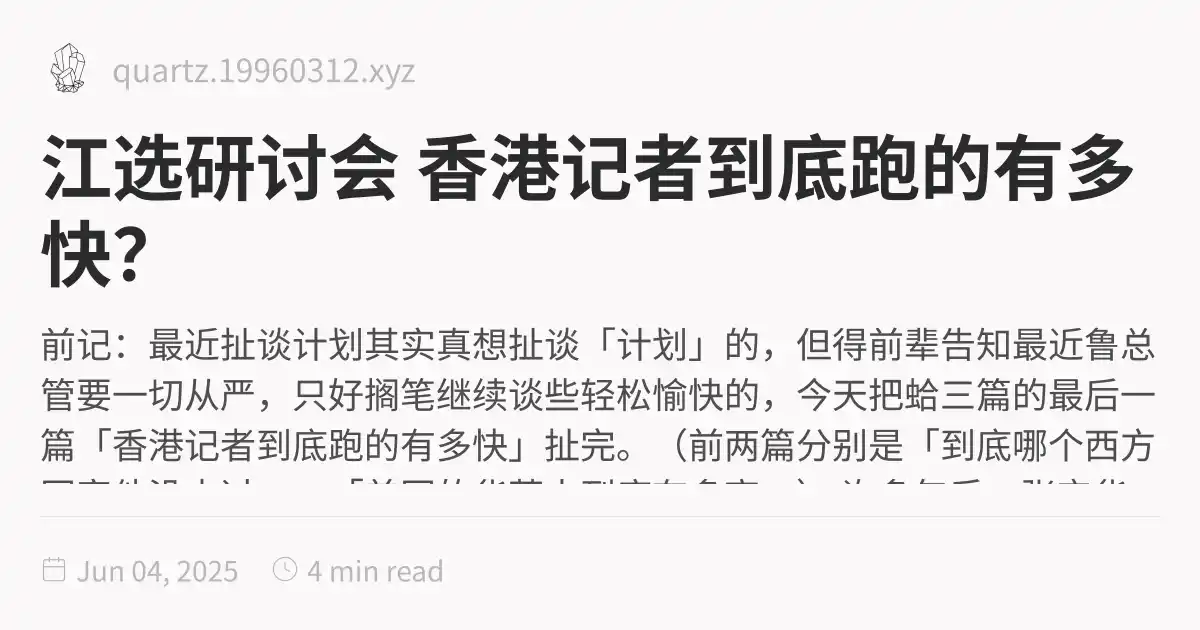 quartz.19960312.xyz
江选研讨会 香港记者到底跑的有多
快？
前记：最近扯谈计划其实真想扯谈「计划」的，但得前辈告知最近鲁总
管要一切从严，只好搁笔继续谈些轻松愉快的，今天把蛤三篇的最后一
篇「香港记者到底跑的有多快」扯完。（前两篇分别是「到底哪个西方
Jun 04, 2025
4 min read